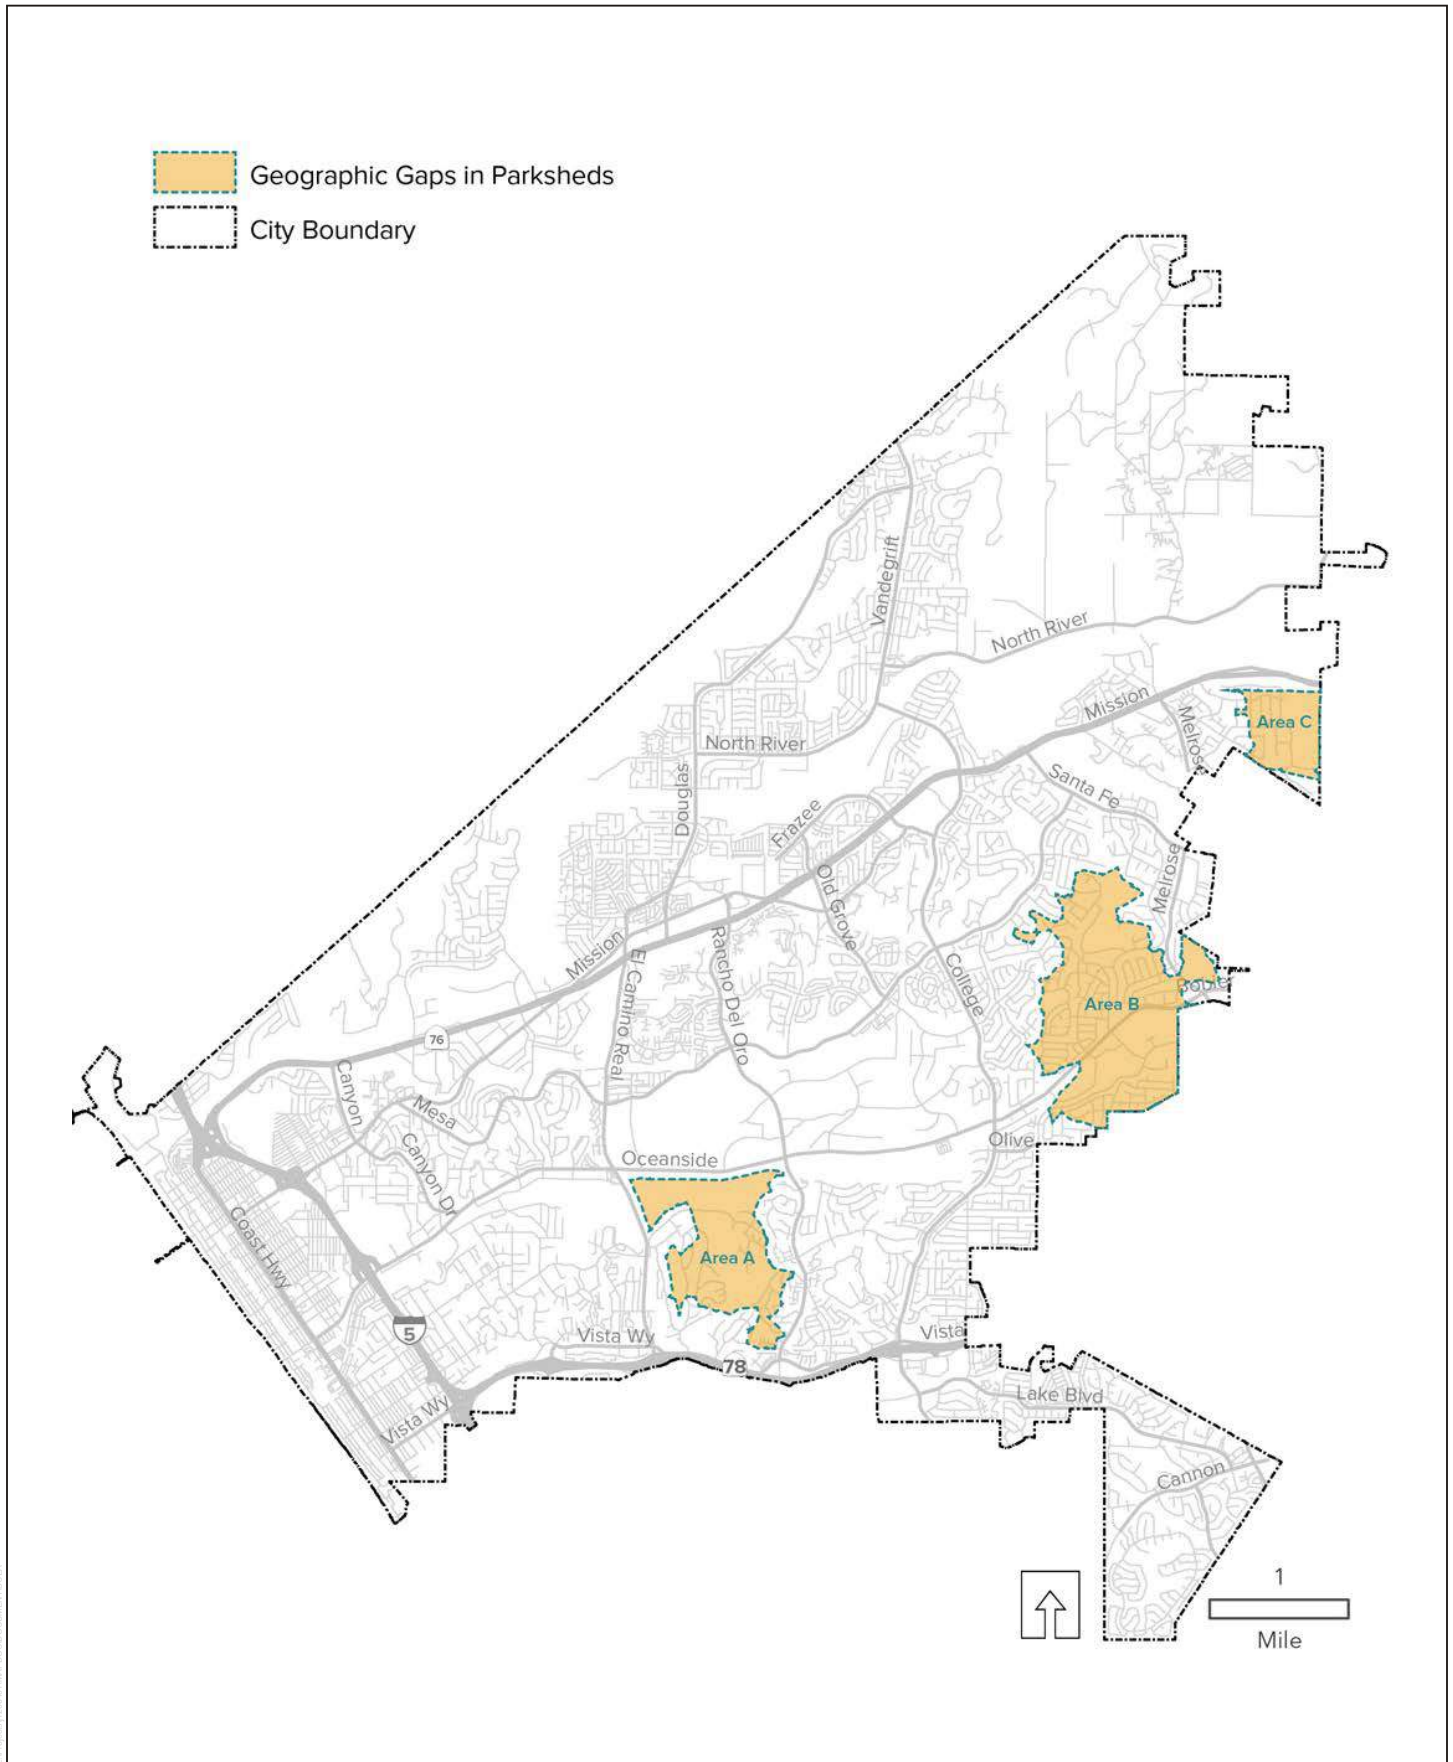 Geographic Gaps in Parksheds
City Boundary
Vandegrift
North River
Mission
Melrose
Area C
North River
Douglas
Santa Fe
Frazee
Old Grove
Melrose
Mission
El Camino Real
Rancho Del Oro
College
Area B
76
Canyon
Mesa
Canyon Dr
Oceanside
Olive
Coast Hwy
Area A
5
Vista Wy
78
Vista
Vista Wy
Lake Blvd
Cannon
1
Mile